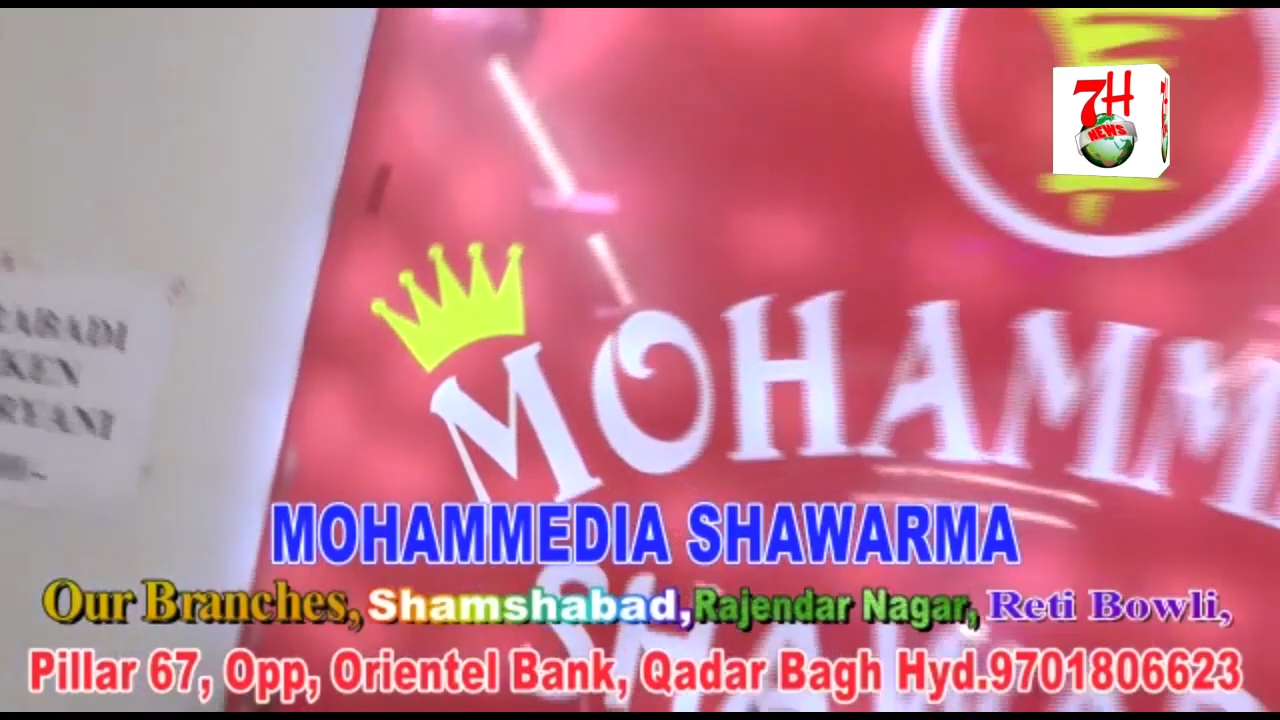 7H
NEWS
MOHAMM
KEN
MOHAMMEDIA SHAWARMA
Our Branches, Shamshabad, Rajendar Nagar, Reti Bowli,
Pillar 67, Opp, Orientel Bank, Qadar Bagh Hyd.9701806623